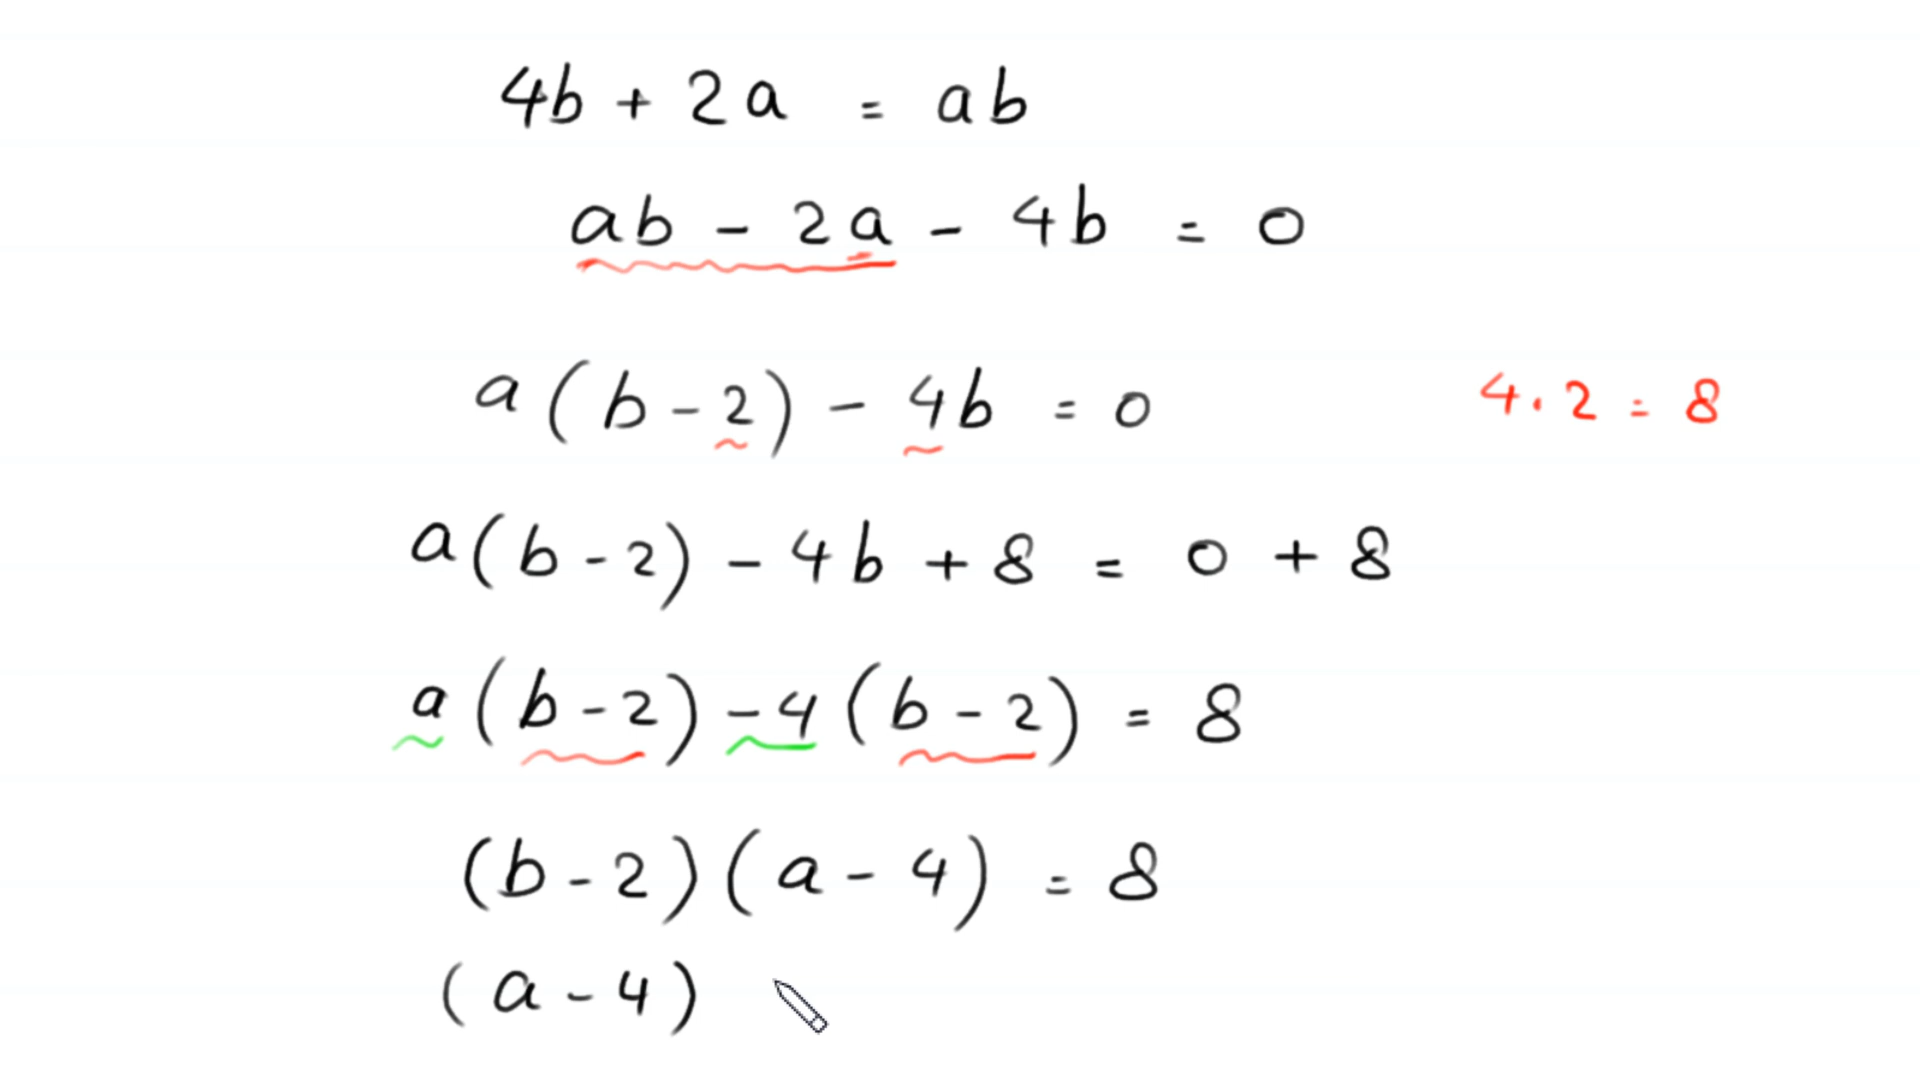 4b + 2a = ab
ab - 2a - 4b = 0
a(b - 2) - 4b = 0
4 · 2 = 8
a(b - 2) - 4b + 8 = 0 + 8
a(b - 2) - 4(b - 2) = 8
(b - 2)(a - 4) = 8
(a - 4)